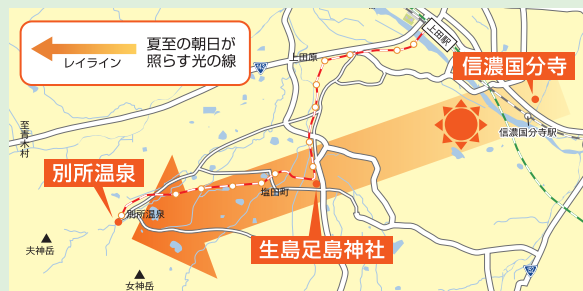 夏至の朝日が
照らす光の線
レイライン
上田駅
上田原
信濃国分寺
信濃国分寺駅
至青木村
別所温泉
塩田町
別所温泉
生島足島神社
夫神岳
女神岳